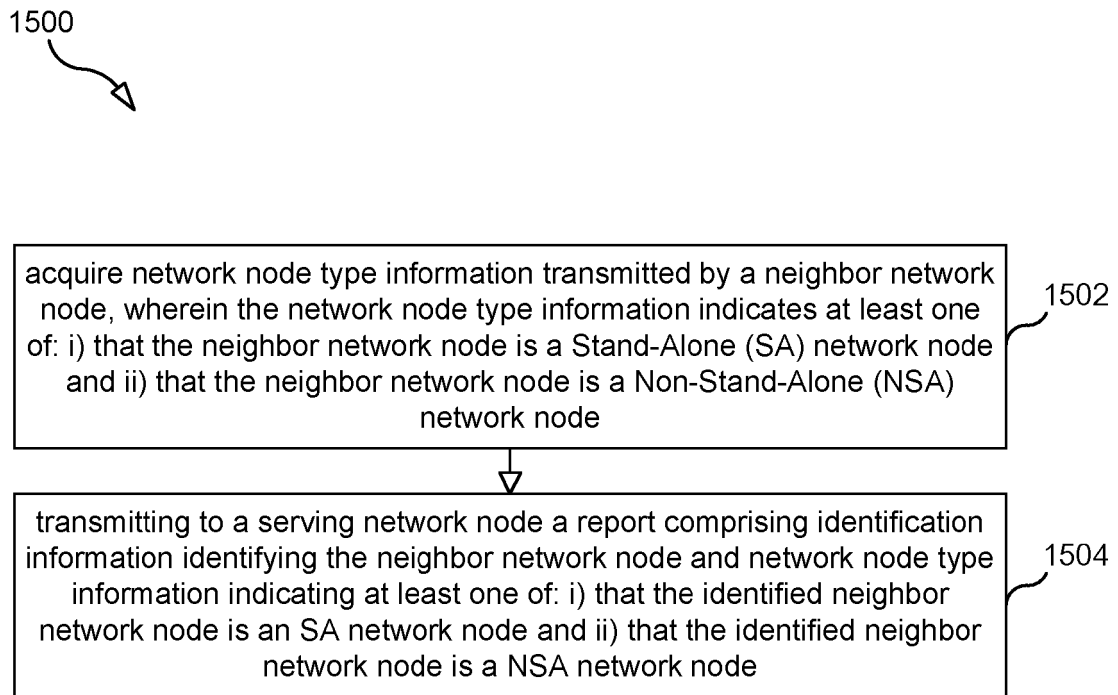 1500
acquire network node type information transmitted by a neighbor network
node, wherein the network node type information indicates at least one
of: i) that the neighbor network node is a Stand-Alone (SA) network node
and ii) that the neighbor network node is a Non-Stand-Alone (NSA)
network node
1502
transmitting to a serving network node a report comprising identification
information identifying the neighbor network node and network node type
information indicating at least one of: i) that the identified neighbor
network node is an SA network node and ii) that the identified neighbor
network node is a NSA network node
1504